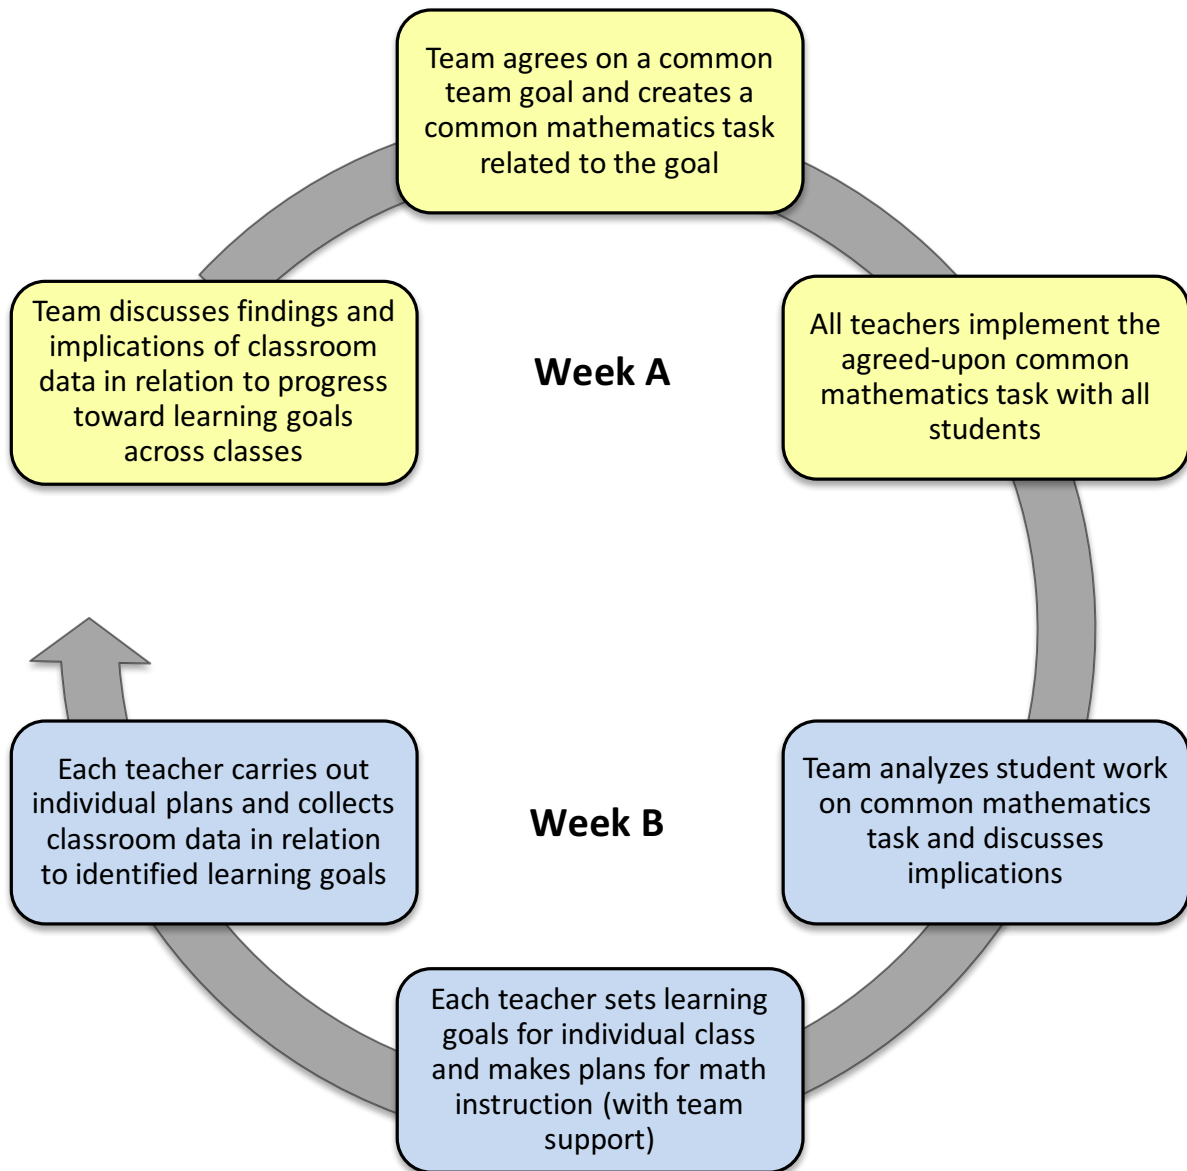 Team agrees on a common
team goal and creates a
common mathematics task
related to the goal
Team discusses findings and
implications of classroom
data in relation to progress
toward learning goals
across classes
Week A
All teachers implement the
agreed-upon common
mathematics task with all
students
Each teacher carries out
individual plans and collects
classroom data in relation
to identified learning goals
Week B
Team analyzes student work
on common mathematics
task and discusses
implications
Each teacher sets learning
goals for individual class
and makes plans for math
instruction (with team
support)